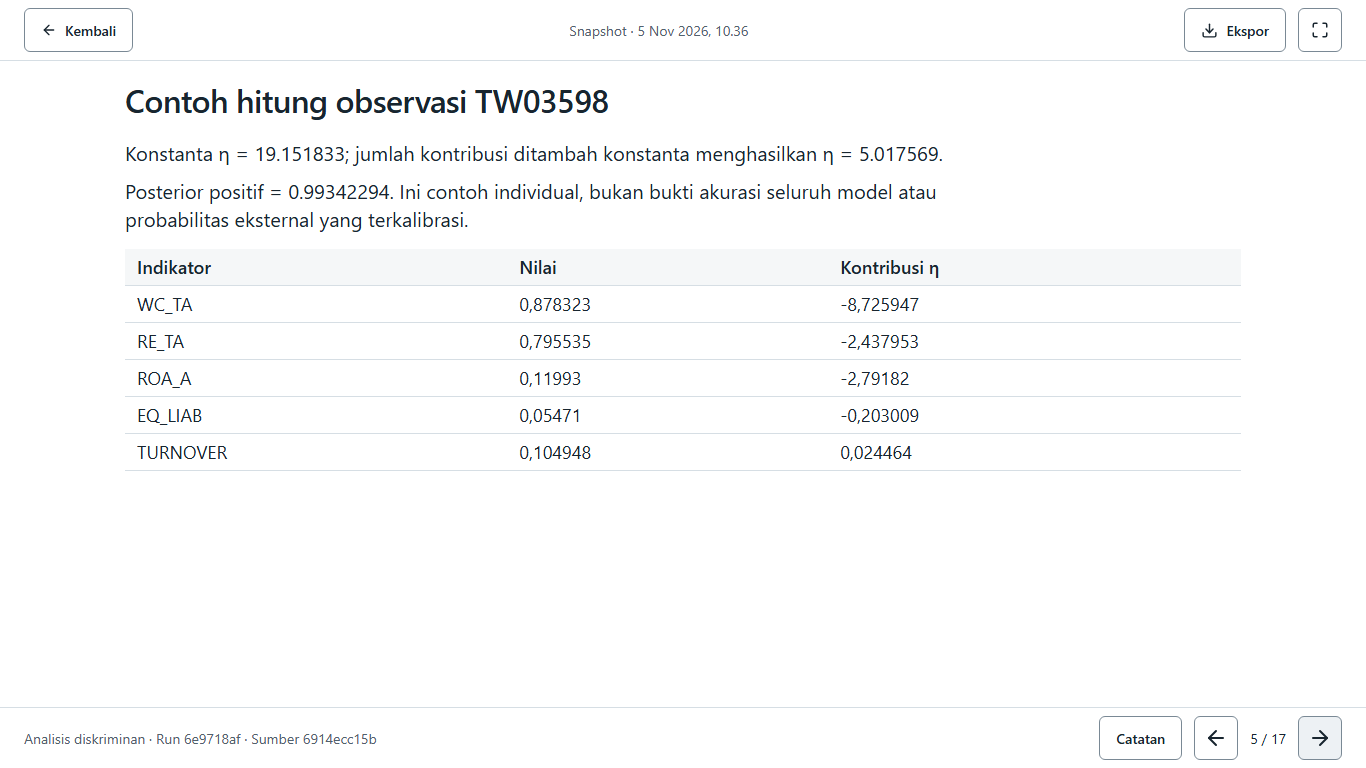 Kembali
Snapshot · 5 Nov 2026, 10.36
Ekspor
Contoh hitung observasi TW03598
Konstanta η = 19.151833; jumlah kontribusi ditambah konstanta menghasilkan η = 5.017569.
Posterior positif = 0.99342294. Ini contoh individual, bukan bukti akurasi seluruh model atau
probabilitas eksternal yang terkalibrasi.
Indikator Nilai Kontribusi η
WC_TA 0,878323 -8,725947
RE_TA 0,795535 -2,437953
ROA_A 0,11993 -2,79182
EQ_LIAB 0,05471 -0,203009
TURNOVER 0,104948 0,024464
Analisis diskriminan · Run 6e9718af · Sumber 6914ecc15b
Catatan
5 / 17